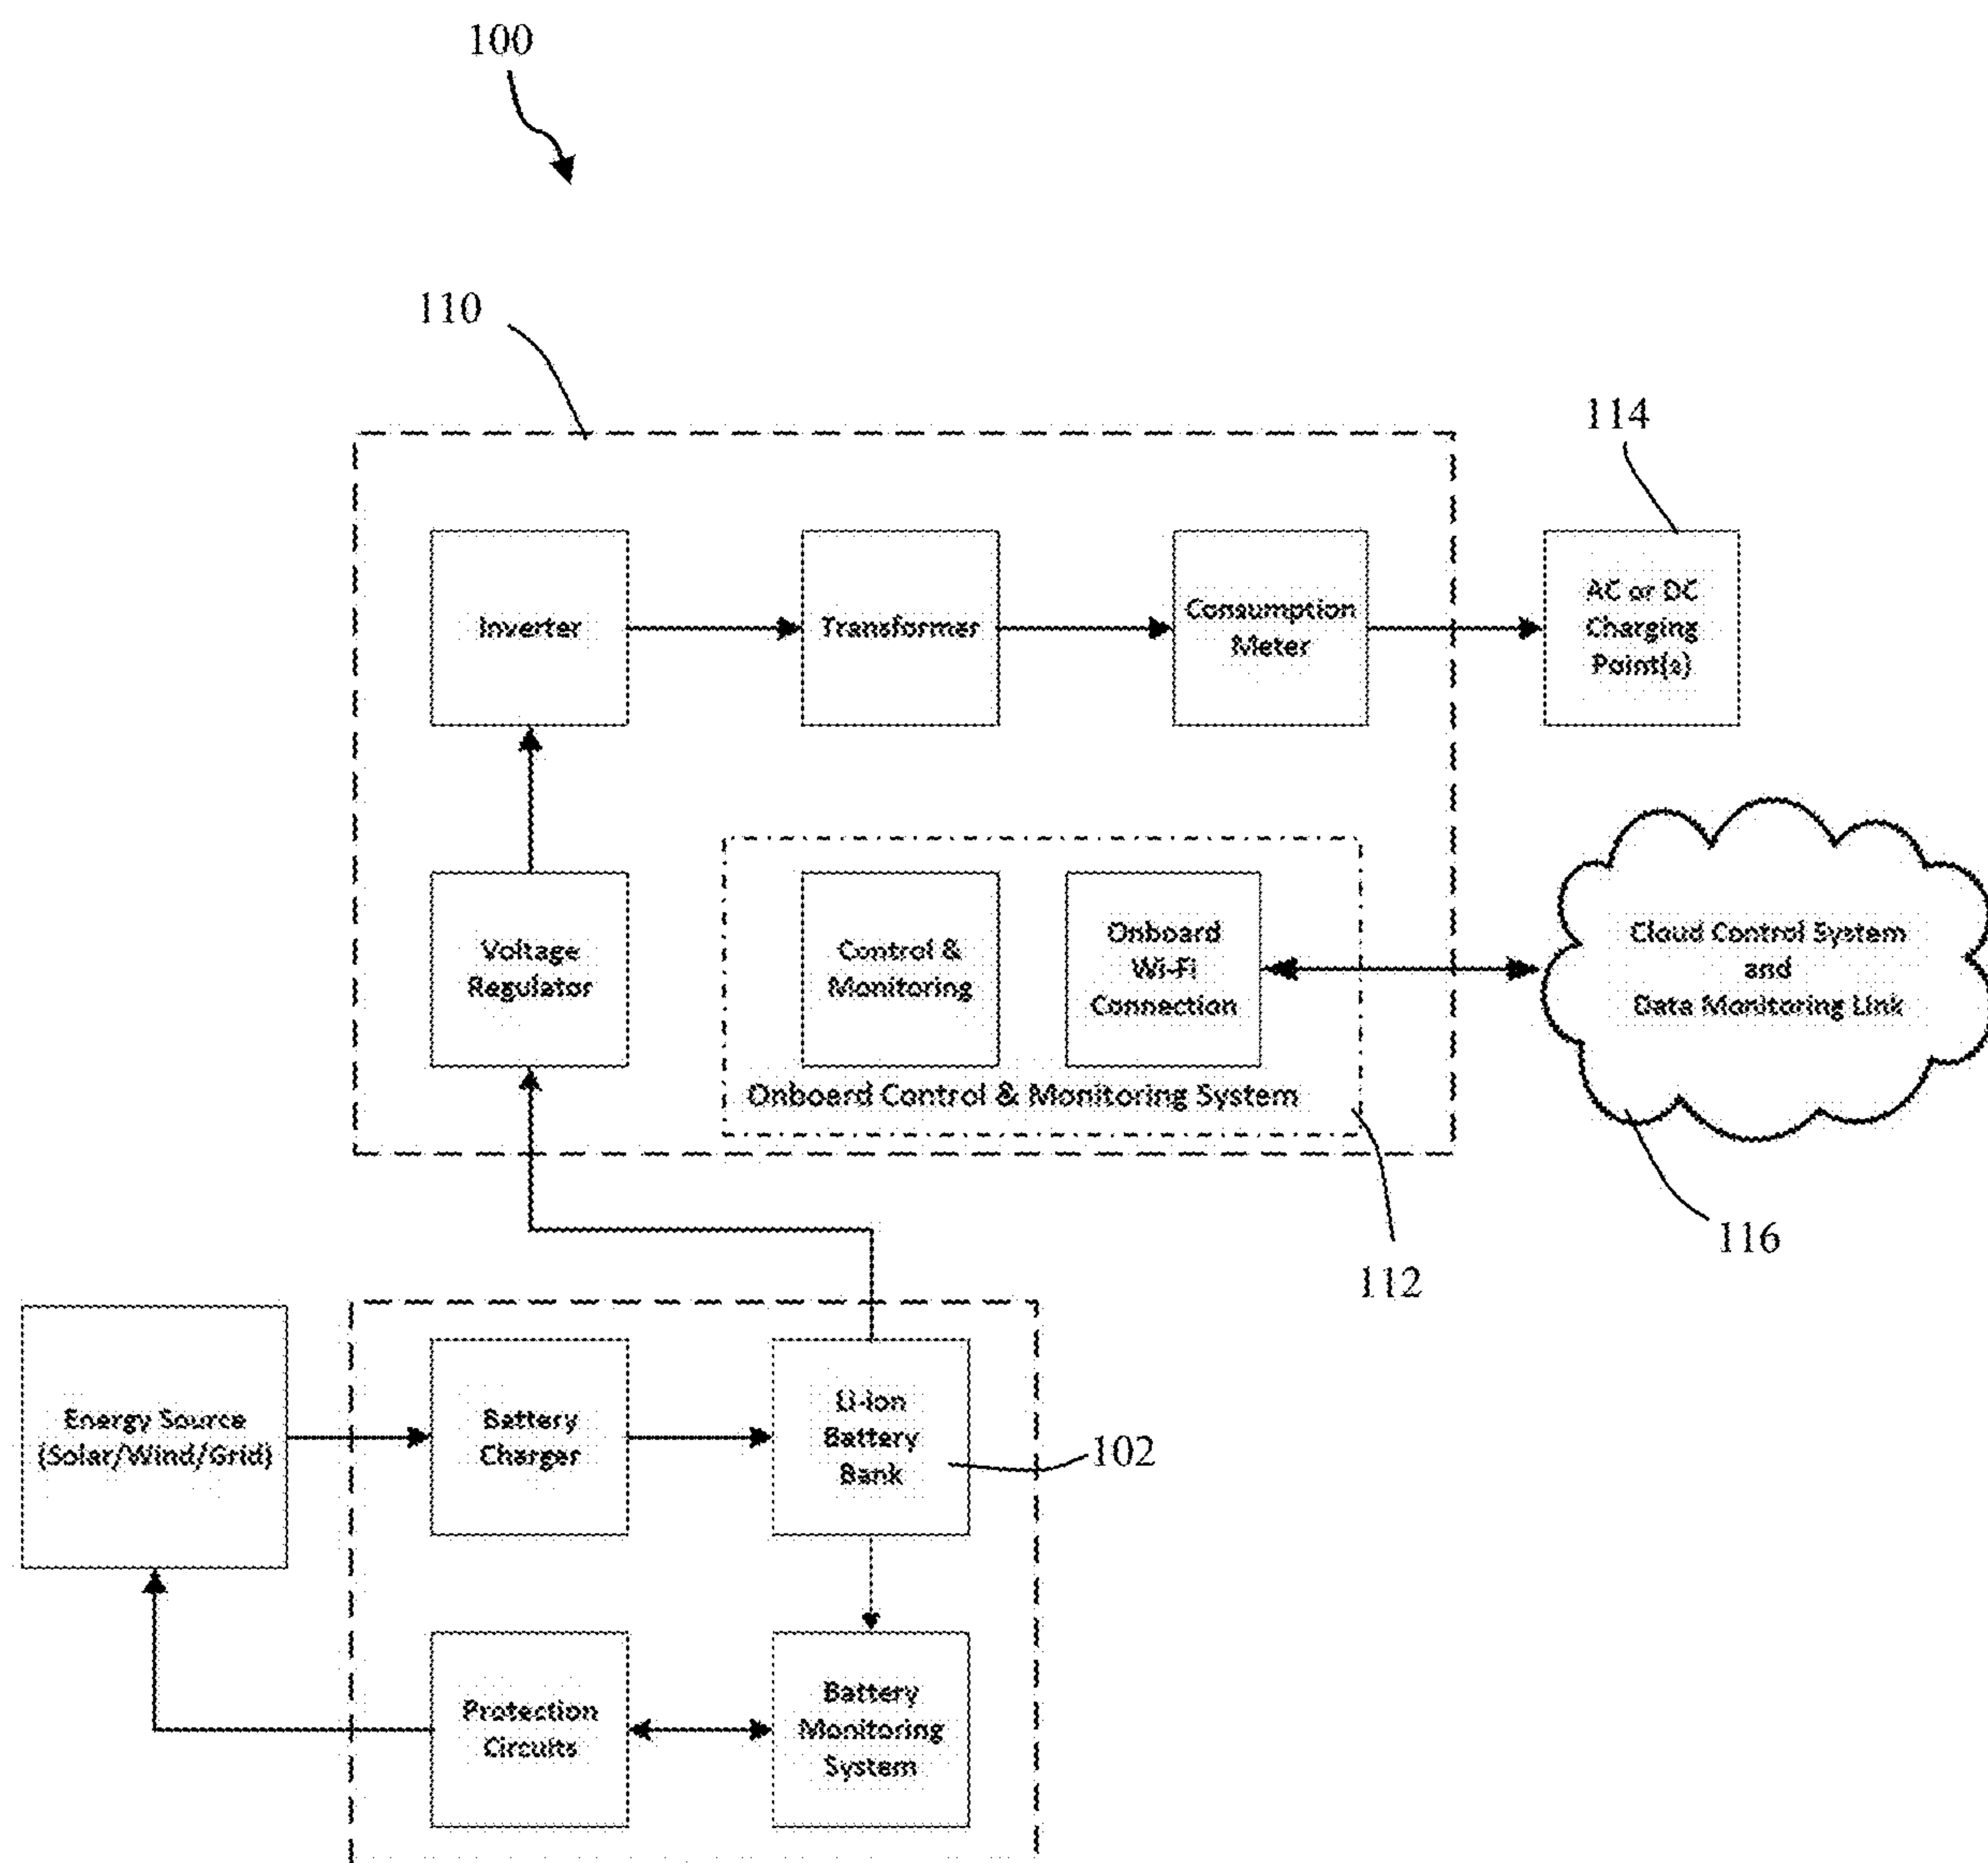 100
110
114
Inverter
Transformer
Consumption
Meter
AC or DC
Charging
Point(s)
Voltage
Regulator
Control &
Monitoring
Onboard
Wi-Fi
Connection
Onboard Control & Monitoring System
Cloud Control System
and
Data Monitoring Link
116
112
Energy Source
(Solar/Wind/Grid)
Battery
Charger
Li-ion
Battery
Bank
102
Protection
Circuits
Battery
Monitoring
System